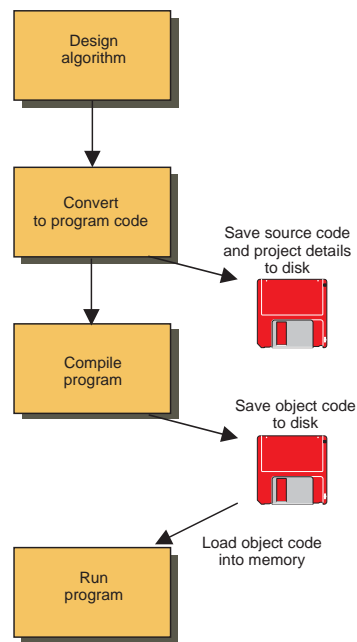 Design
algorithm
Convert
to program code
Save source code
and project details
to disk
Compile
program
Save object code
to disk
Load object code
into memory
Run
program